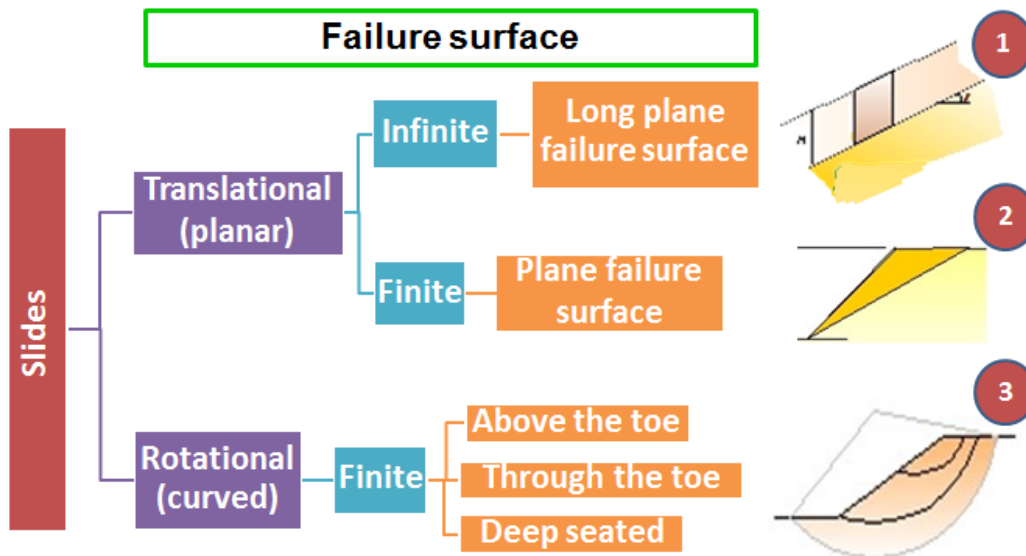 Failure surface
Slides
Translational
(planar)
Infinite
Long plane
failure surface
Finite
Plane failure
surface
Rotational
(curved)
Finite
Above the toe
Through the toe
Deep seated
1
2
3